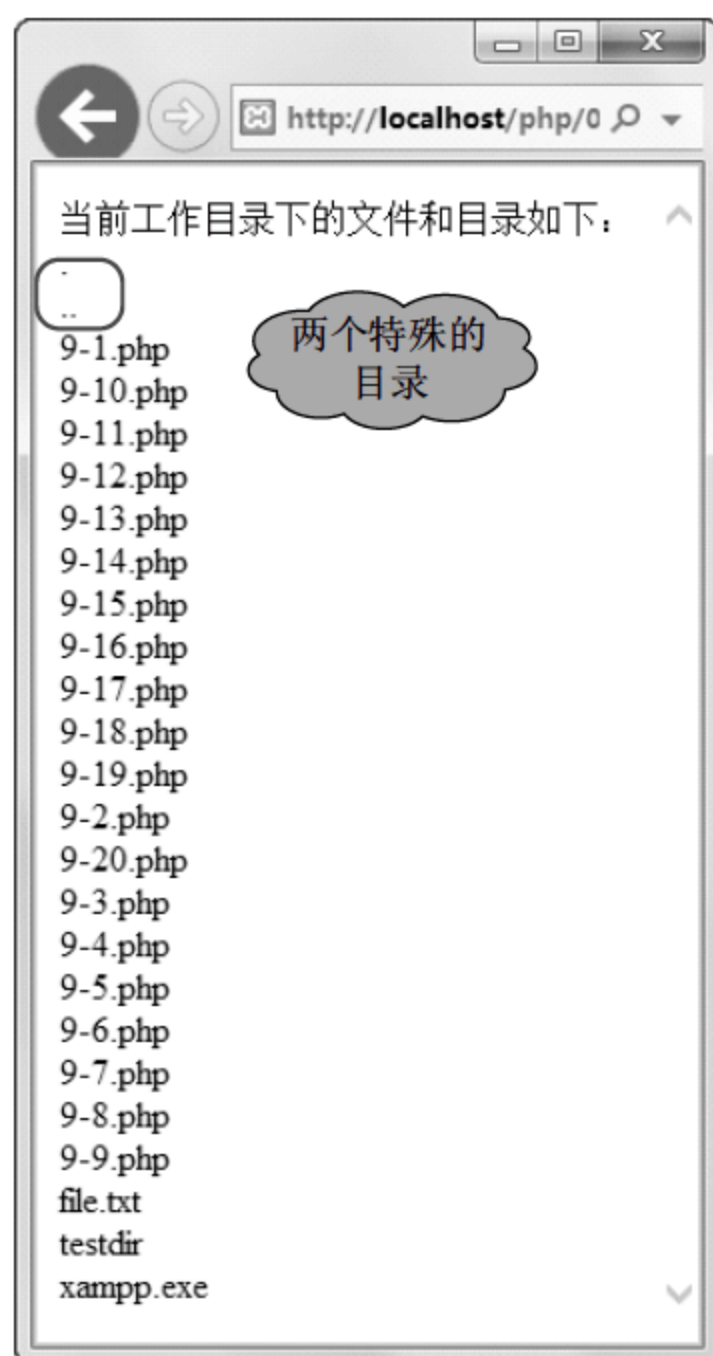 http://localhost/php/0
当前工作目录下的文件和目录如下：
.
..
两个特殊的
目录
9-1.php
9-10.php
9-11.php
9-12.php
9-13.php
9-14.php
9-15.php
9-16.php
9-17.php
9-18.php
9-19.php
9-2.php
9-20.php
9-3.php
9-4.php
9-5.php
9-6.php
9-7.php
9-8.php
9-9.php
file.txt
testdir
xampp.exe